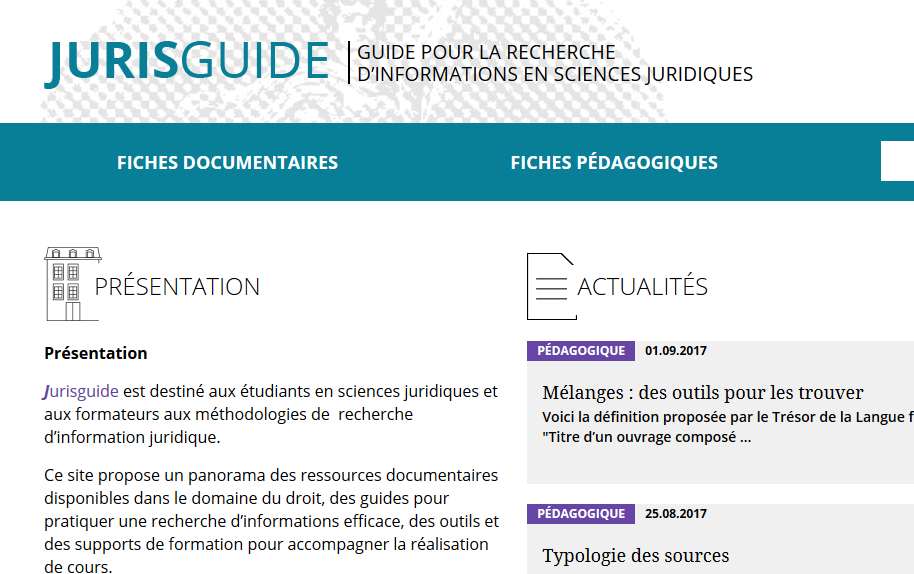 JURISGUIDE
GUIDE POUR LA RECHERCHE
D’INFORMATIONS EN SCIENCES JURIDIQUES
FICHES DOCUMENTAIRES
FICHES PÉDAGOGIQUES
PRÉSENTATION
Présentation
Jurisguide est destiné aux étudiants en sciences juridiques et
aux formateurs aux méthodologies de  recherche
d’information juridique.
Ce site propose un panorama des ressources documentaires
disponibles dans le domaine du droit, des guides pour
pratiquer une recherche d’informations efficace, des outils et
des supports de formation pour accompagner la réalisation
de cours.
ACTUALITÉS
PÉDAGOGIQUE 01.09.2017
Mélanges : des outils pour les trouver
Voici la définition proposée par le Trésor de la Langue f
"Titre d’un ouvrage composé ...
PÉDAGOGIQUE 25.08.2017
Typologie des sources